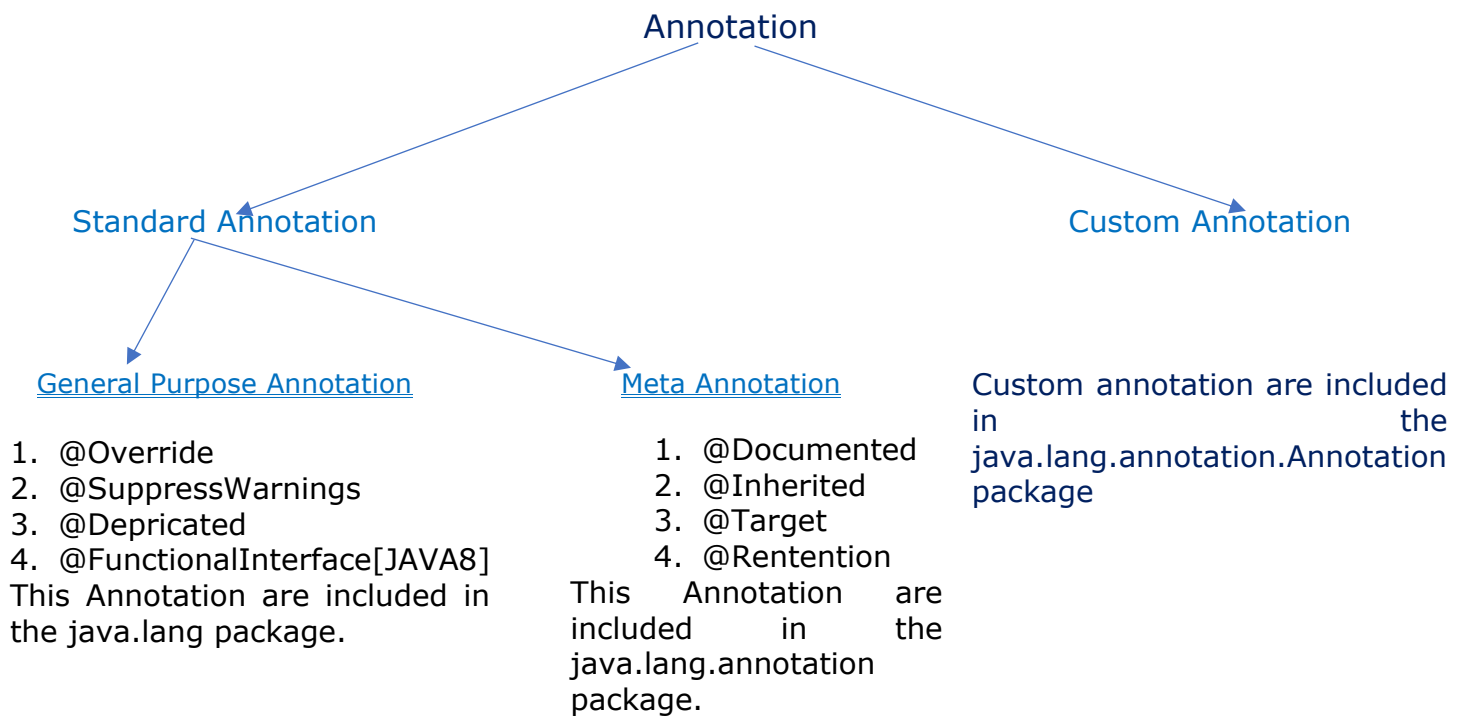 Annotation
Standard Annotation
Custom Annotation
General Purpose Annotation
1. @Override
2. @SuppressWarnings
3. @Depricated
4. @FunctionalInterface[JAVA8]
This Annotation are included in
the java.lang package.
Meta Annotation
1. @Documented
2. @Inherited
3. @Target
4. @Rentention
This Annotation are
included in the
java.lang.annotation
package.
Custom annotation are included
in the
java.lang.annotation.Annotation
package